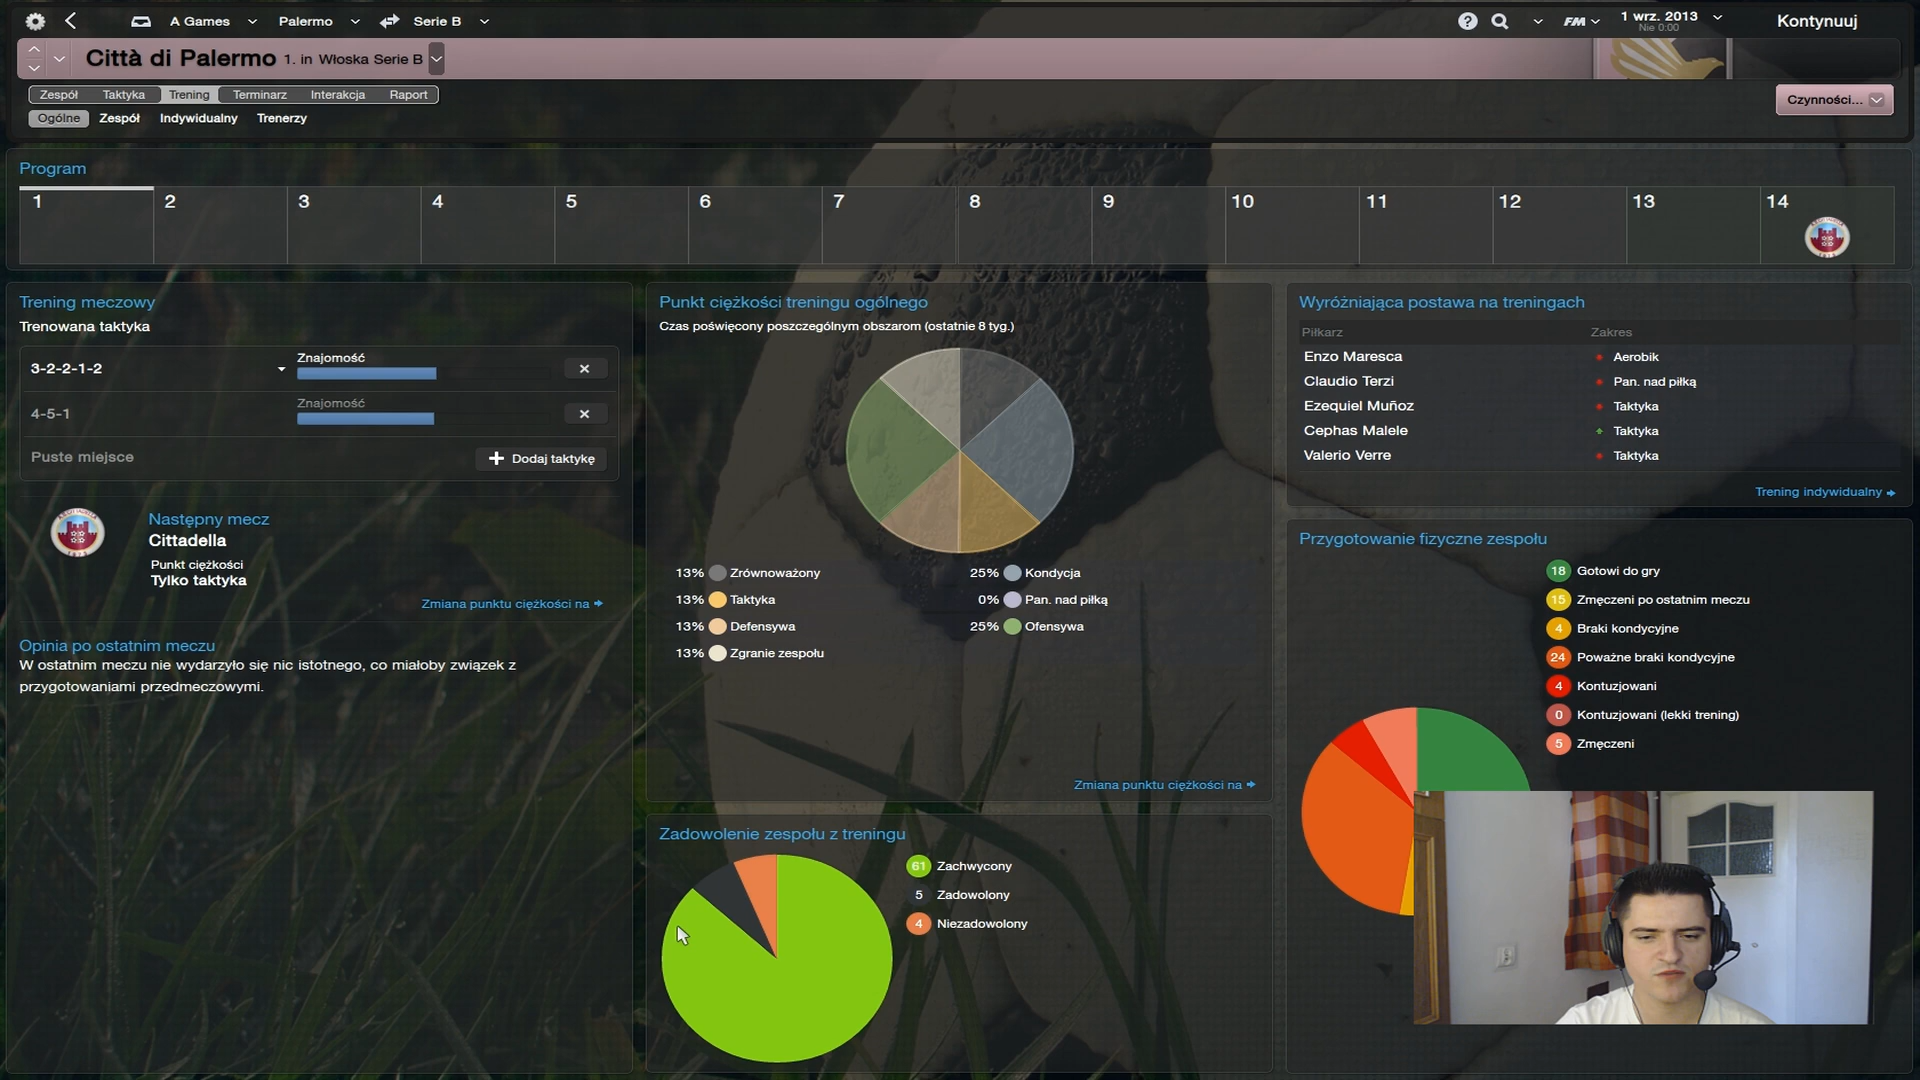 A Games
Palermo
Serie B
?
FM
1 wrz. 2013
Nie 0:00
Kontynuuj
Città di Palermo 1. in Włoska Serie B
Zespół Taktyka Trening Terminarz Interakcja Raport
Czynności...
Ogólne Zespół Indywidualny Trenerzy
Program
1 2 3 4 5 6 7 8 9 10 11 12 13 14
Trening meczowy
Trenowana taktyka
3-2-2-1-2
Znajomość
4-5-1
Znajomość
Puste miejsce
Dodaj taktykę
Następny mecz
Cittadella
Punkt ciężkości
Tylko taktyka
Zmiana punktu ciężkości na
Opinia po ostatnim meczu
W ostatnim meczu nie wydarzyło się nic istotnego, co miałoby związek z
przygotowaniami przedmeczowymi.
Punkt ciężkości treningu ogólnego
Czas poświęcony poszczególnym obszarom (ostatnie 8 tyg.)
13% Zrównoważony
25% Kondycja
13% Taktyka
0% Pan. nad piłką
13% Defensywa
25% Ofensywa
13% Zgranie zespołu
Zmiana punktu ciężkości na
Zadowolenie zespołu z treningu
61 Zachwycony
5 Zadowolony
4 Niezadowolony
Wyróżniająca postawa na treningach
Piłkarz Zakres
Enzo Maresca Aerobik
Claudio Terzi Pan. nad piłką
Ezequiel Muñoz Taktyka
Cephas Malele Taktyka
Valerio Verre Taktyka
Trening indywidualny
Przygotowanie fizyczne zespołu
18 Gotowi do gry
15 Zmęczeni po ostatnim meczu
4 Braki kondycyjne
24 Poważne braki kondycyjne
4 Kontuzjowani
0 Kontuzjowani (lekki trening)
5 Zmęczeni